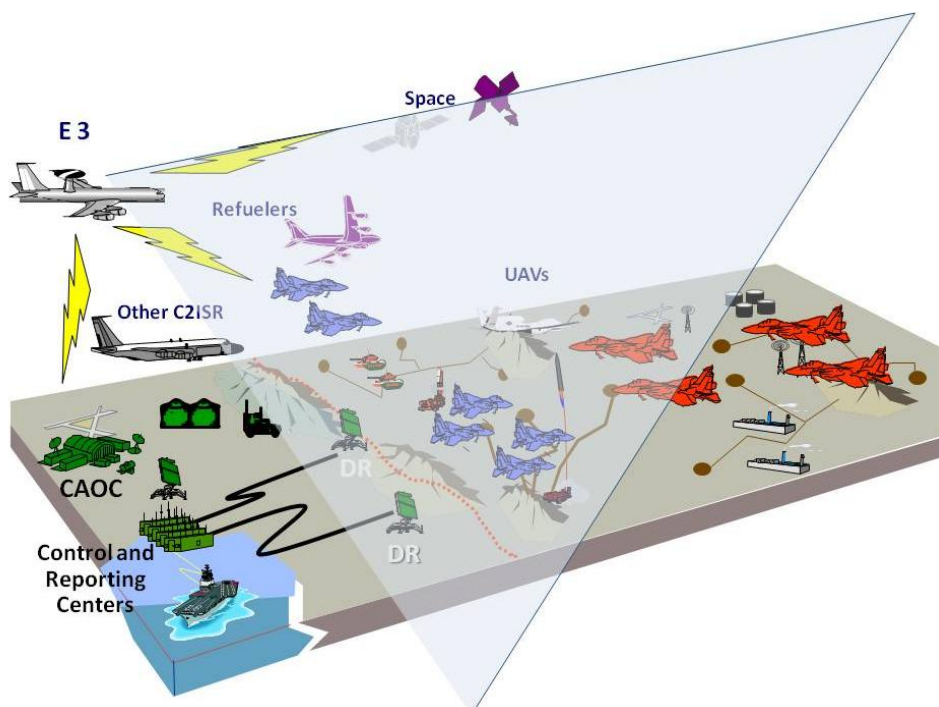 Space
E 3
Refuelers
UAVs
Other C2ISR
DR
CAOC
DR
Control and
Reporting
Centers